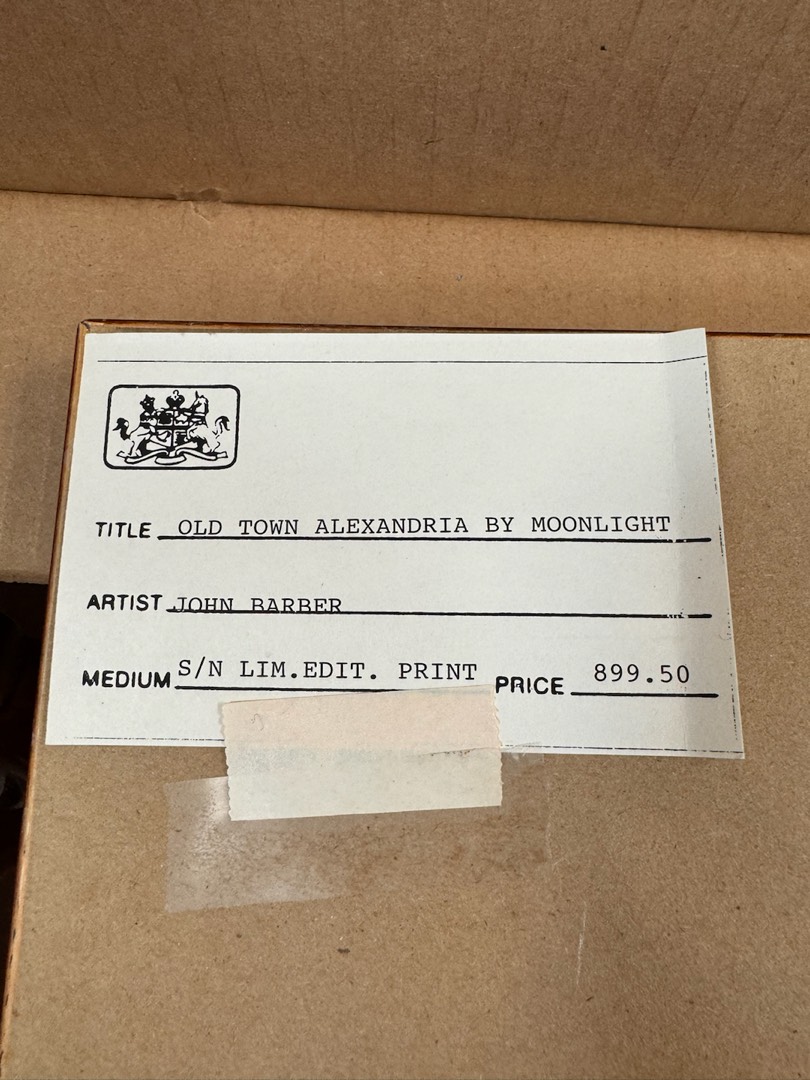 TITLE OLD TOWN ALEXANDRIA BY MOONLIGHT
ARTIST JOHN BARBER
MEDIUM S/N LIM.EDIT. PRINT PRICE 899.50